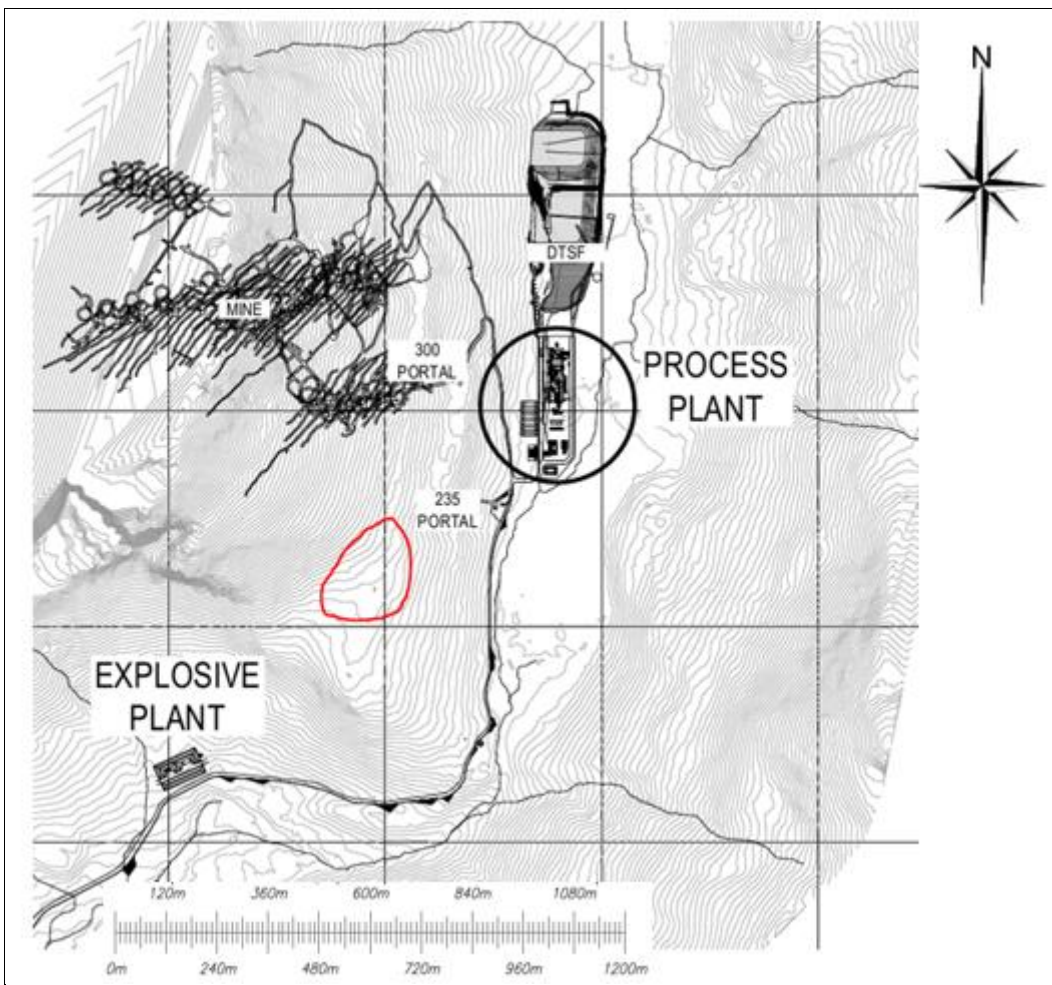 N
DTSF
MINE
300
PORTAL
PROCESS
PLANT
235
PORTAL
EXPLOSIVE
PLANT
120m 360m 600m 840m 1080m
0m 240m 480m 720m 960m 1200m